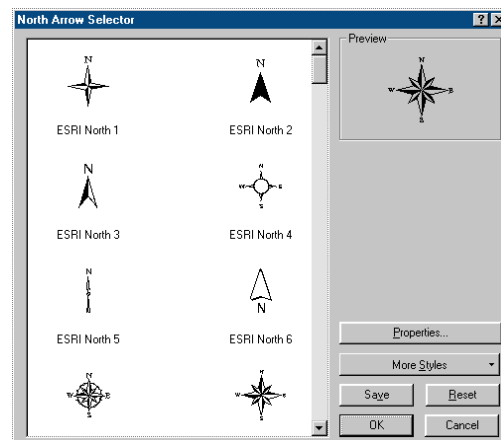 North Arrow Selector
? ×
Preview
N
N
W E
S
N
ESRI North 1
ESRI North 2
N
N
W E
S
ESRI North 3
ESRI North 4
N
N
ESRI North 5
ESRI North 6
N
W E
S
N
W E
S
Properties...
More Styles
Save
Reset
OK
Cancel